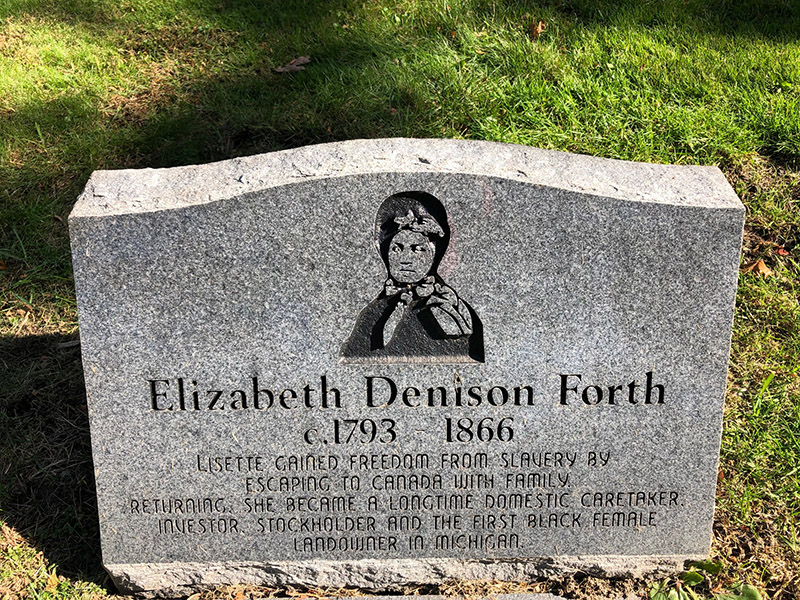 Elizabeth Denison Forth
c.1793 - 1866
LISETTE GAINED FREEDOM FROM SLAVERY BY
ESCAPING TO CANADA WITH FAMILY.
RETURNING, SHE BECAME A LONGTIME DOMESTIC CARETAKER,
INVESTOR, STOCKHOLDER AND THE FIRST BLACK FEMALE
LANDOWNER IN MICHIGAN.